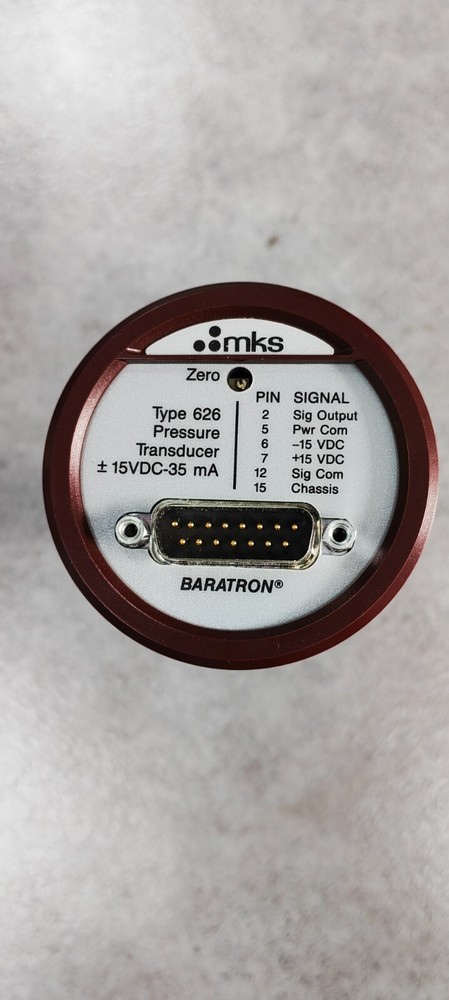 mks
Zero
Type 626
Pressure
Transducer
± 15VDC-35 mA
PIN SIGNAL
2 Sig Output
5 Pwr Com
6 –15 VDC
7 +15 VDC
12 Sig Com
15 Chassis
BARATRON®